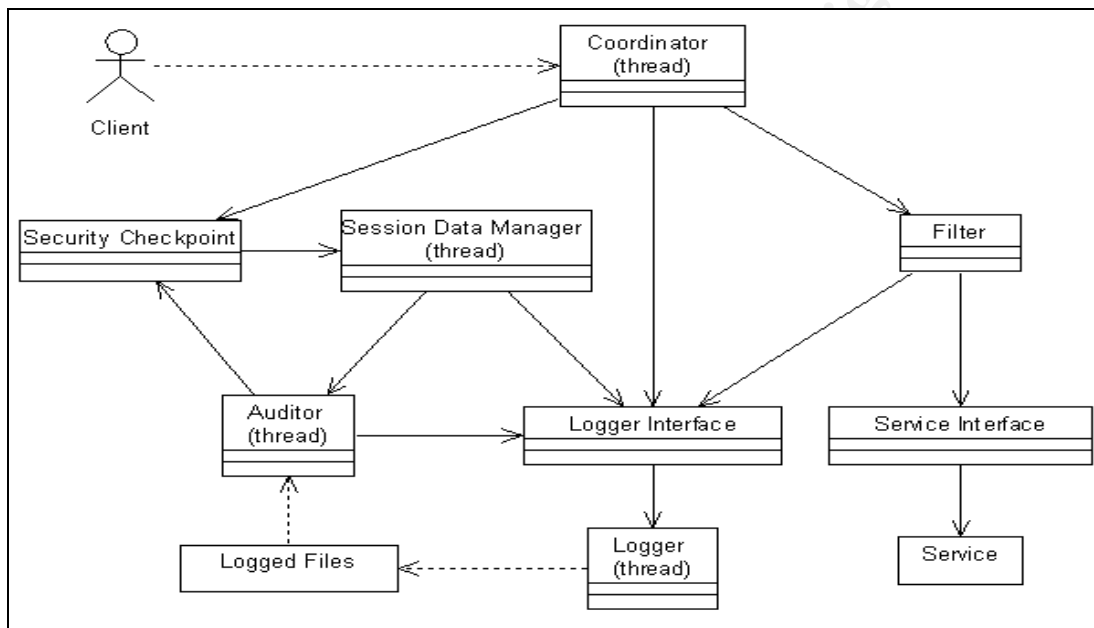 Coordinator
(thread)
Client
Security Checkpoint
Session Data Manager
(thread)
Filter
Auditor
(thread)
Logger Interface
Service Interface
Logged Files
Logger
(thread)
Service